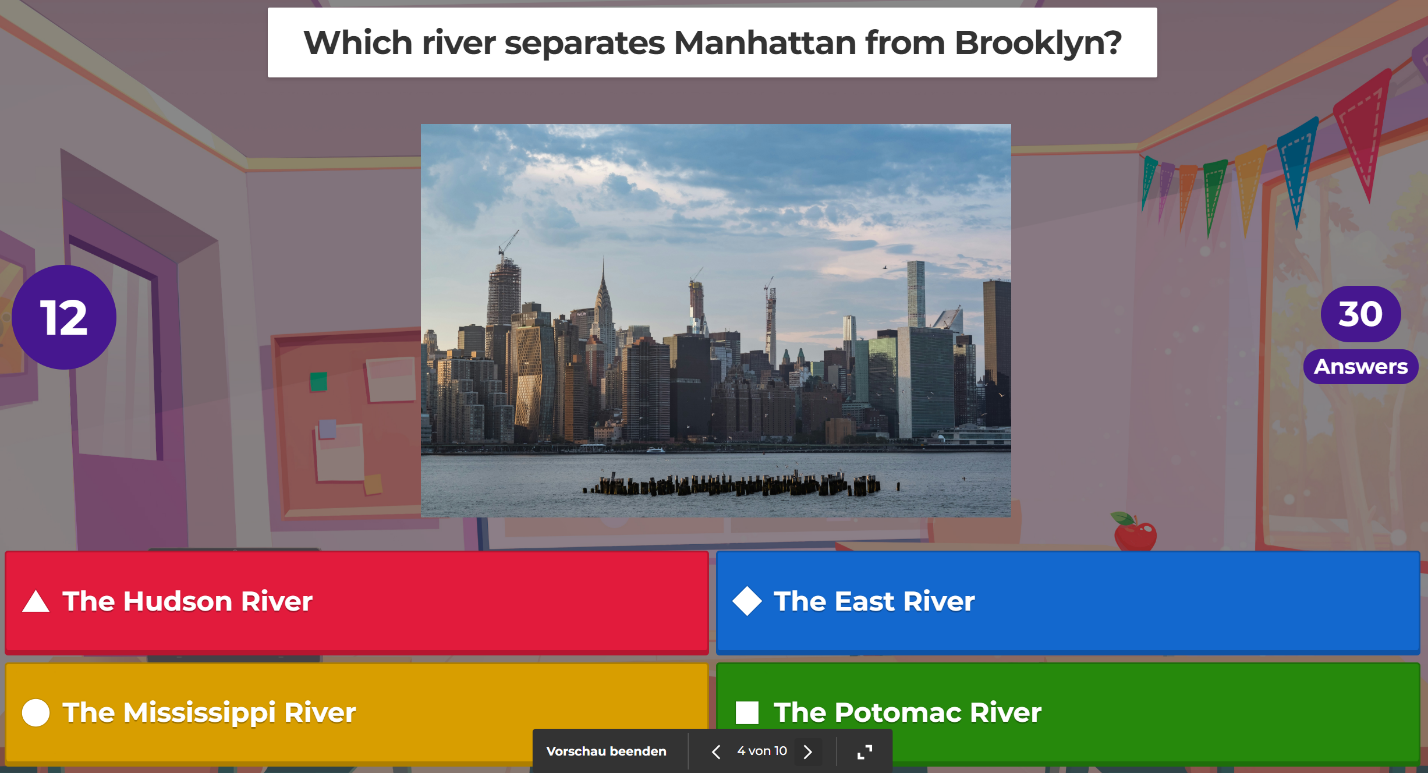 Which river separates Manhattan from Brooklyn?
12
30
Answers
The Hudson River
The East River
The Mississippi River
The Potomac River
Vorschau beenden
4 von 10